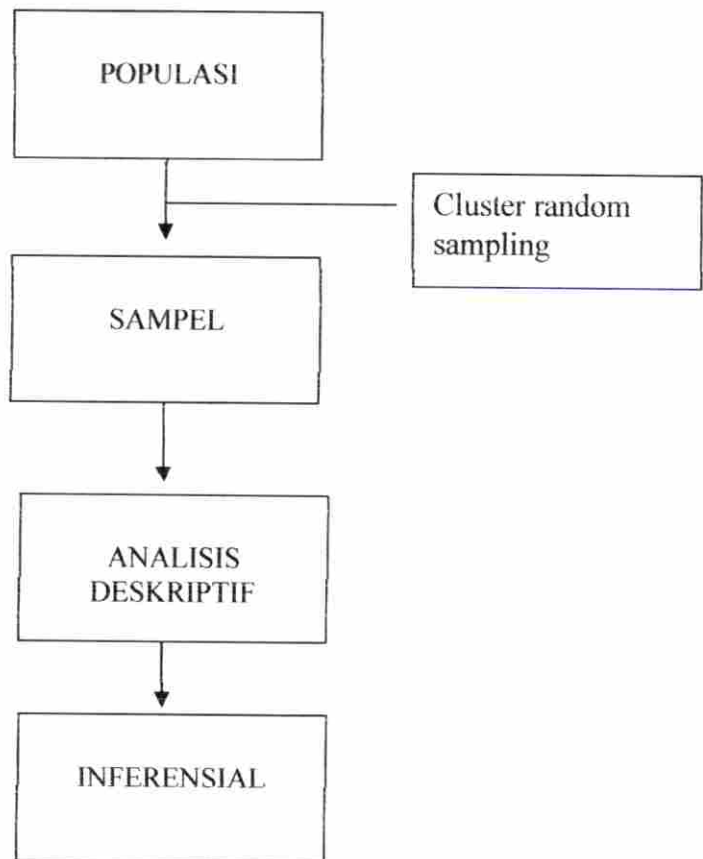 POPULASI
Cluster random
sampling
SAMPEL
ANALISIS
DESKRIPTIF
INFERENSIAL